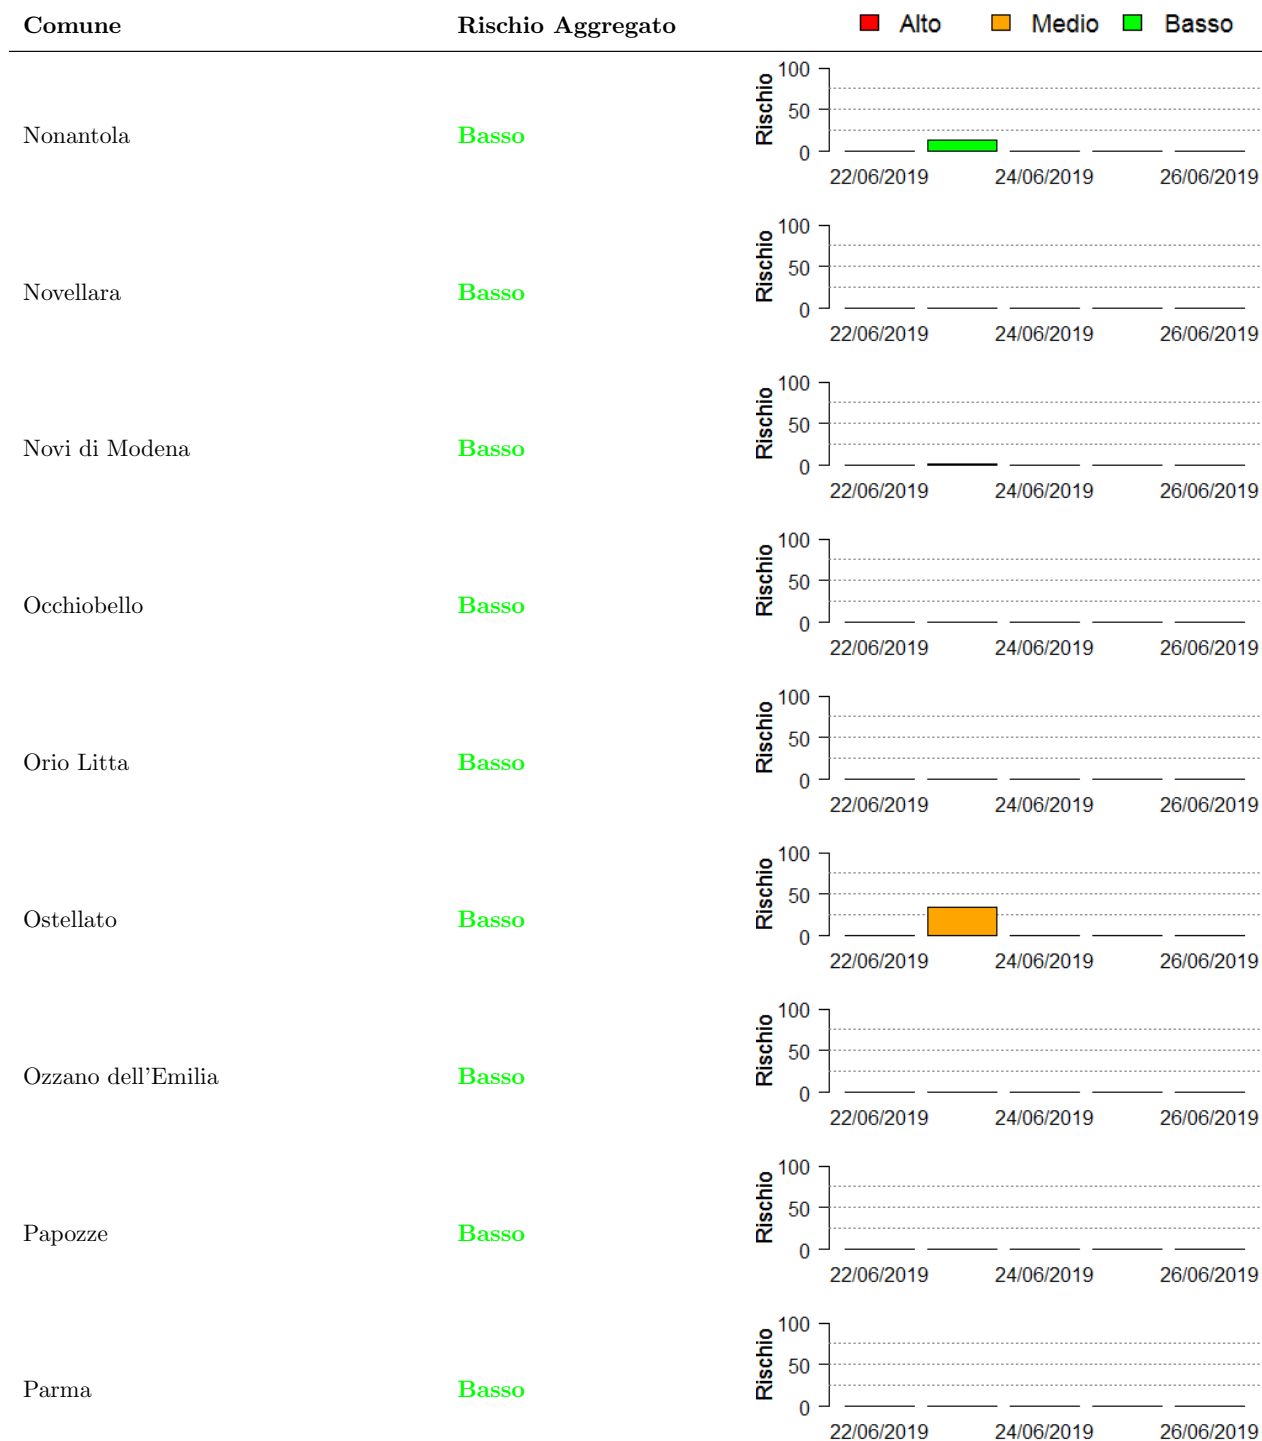 Comune Rischio Aggregato Alto Medio Basso
100
50
0
Rischio
Nonantola Basso
22/06/2019 24/06/2019 26/06/2019
100
50
0
Rischio
Novellara Basso
22/06/2019 24/06/2019 26/06/2019
100
50
0
Rischio
Novi di Modena Basso
22/06/2019 24/06/2019 26/06/2019
100
50
0
Rischio
Occhiobello Basso
22/06/2019 24/06/2019 26/06/2019
100
50
0
Rischio
Orio Litta Basso
22/06/2019 24/06/2019 26/06/2019
100
50
0
Rischio
Ostellato Basso
22/06/2019 24/06/2019 26/06/2019
100
50
0
Rischio
Ozzano dell'Emilia Basso
22/06/2019 24/06/2019 26/06/2019
100
50
0
Rischio
Papozze Basso
22/06/2019 24/06/2019 26/06/2019
100
50
0
Rischio
Parma Basso
22/06/2019 24/06/2019 26/06/2019